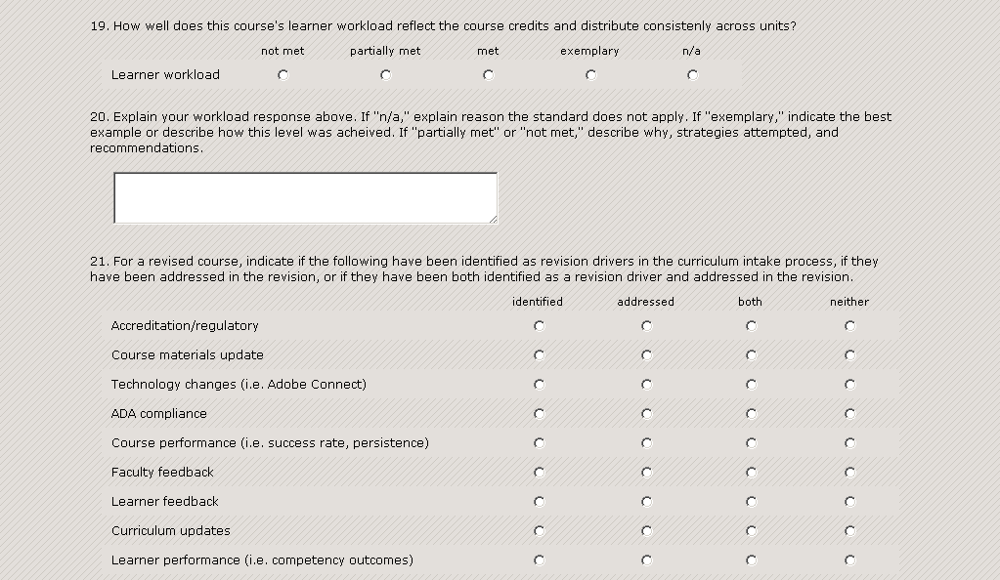 19. How well does this course's learner workload reflect the course credits and distribute consistenly across units?
not met partially met met exemplary n/a
Learner workload
20. Explain your workload response above. If "n/a," explain reason the standard does not apply. If "exemplary," indicate the best
example or describe how this level was acheived. If "partially met" or "not met," describe why, strategies attempted, and
recommendations.
21. For a revised course, indicate if the following have been identified as revision drivers in the curriculum intake process, if they
have been addressed in the revision, or if they have been both identified as a revision driver and addressed in the revision.
identified addressed both neither
Accreditation/regulatory
Course materials update
Technology changes (i.e. Adobe Connect)
ADA compliance
Course performance (i.e. success rate, persistence)
Faculty feedback
Learner feedback
Curriculum updates
Learner performance (i.e. competency outcomes)